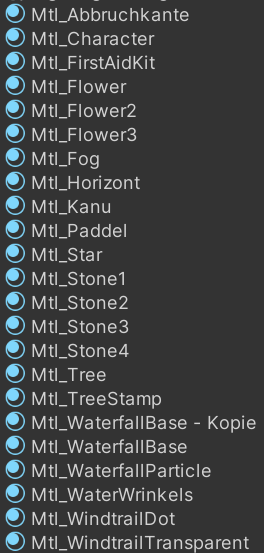 Mtl_Abbruchkante
Mtl_Character
Mtl_FirstAidKit
Mtl_Flower
Mtl_Flower2
Mtl_Flower3
Mtl_Fog
Mtl_Horizont
Mtl_Kanu
Mtl_Paddel
Mtl_Star
Mtl_Stone1
Mtl_Stone2
Mtl_Stone3
Mtl_Stone4
Mtl_Tree
Mtl_TreeStamp
Mtl_WaterfallBase - Kopie
Mtl_WaterfallBase
Mtl_WaterfallParticle
Mtl_WaterWrinkels
Mtl_WindtrailDot
Mtl_WindtrailTransparent